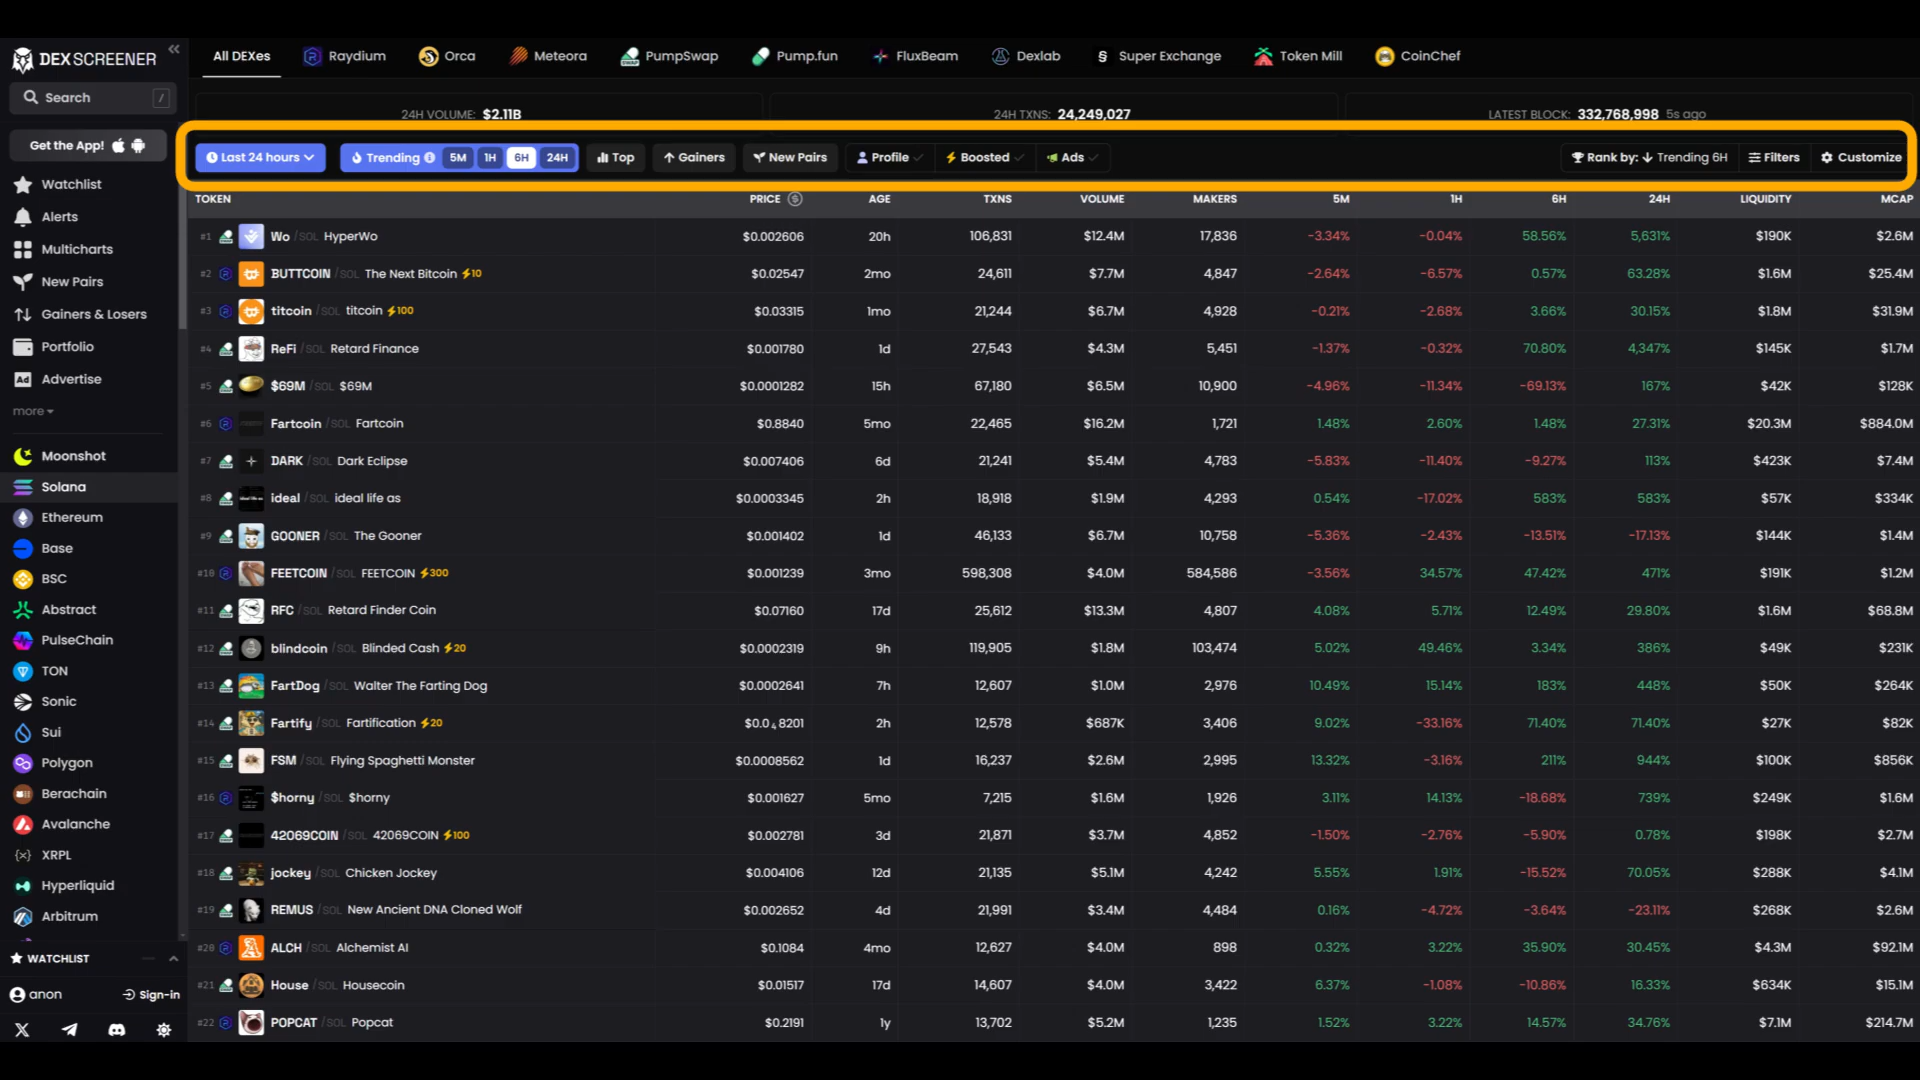 DEX SCREENER
Search /
Get the App!
Watchlist
Alerts
Multicharts
New Pairs
Gainers & Losers
Portfolio
Ad Advertise
more
Moonshot
Solana
Ethereum
Base
BSC
Abstract
PulseChain
TON
Sonic
Sui
Polygon
Berachain
Avalanche
XRPL
Hyperliquid
Arbitrum
WATCHLIST
anon Sign-in
All DEXes Raydium Orca Meteora PumpSwap Pump.fun FluxBeam Dexlab Super Exchange Token Mill CoinChef
24H VOLUME: $2.11B 24H TXNS: 24,249,027 LATEST BLOCK: 332,768,998 5s ago
Last 24 hours Trending 5M 1H 6H 24H Top Gainers New Pairs Profile Boosted Ads Rank by: Trending 6H Filters Customize
TOKEN PRICE AGE TXNS VOLUME MAKERS 5M 1H 6H 24H LIQUIDITY MCAP
#1 Wo /SOL HyperWo $0.002606 20h 106,831 $12.4M 17,836 -3.34% -0.04% 58.56% 5,631% $190K $2.6M
#2 BUTTCOIN /SOL The Next Bitcoin ⚡10 $0.02547 2mo 24,611 $7.7M 4,847 -2.64% -6.57% 0.57% 63.28% $1.6M $25.4M
#3 titcoin /SOL titcoin ⚡100 $0.03315 1mo 21,244 $6.7M 4,928 -0.21% -2.68% 3.66% 30.15% $1.8M $31.9M
#4 ReFi /SOL Retard Finance $0.001780 1d 27,543 $4.3M 5,451 -1.37% -0.32% 70.80% 4,347% $145K $1.7M
#5 $69M /SOL $69M $0.0001282 15h 67,180 $6.5M 10,900 -4.96% -11.34% -69.13% 167% $42K $128K
#6 Fartcoin /SOL Fartcoin $0.8840 5mo 22,465 $16.2M 1,721 1.48% 2.60% 1.48% 27.31% $20.3M $884.0M
#7 DARK /SOL Dark Eclipse $0.007406 6d 21,241 $5.4M 4,783 -5.83% -11.40% -9.27% 113% $423K $7.4M
#8 ideal /SOL ideal life as $0.0003345 2h 18,918 $1.9M 4,293 0.54% -17.02% 583% 583% $57K $334K
#9 GOONER /SOL The Gooner $0.001402 1d 46,133 $6.7M 10,758 -5.36% -2.43% -13.51% -17.13% $144K $1.4M
#10 FEETCOIN /SOL FEETCOIN ⚡300 $0.001239 3mo 598,308 $4.0M 584,586 -3.56% 34.57% 47.42% 471% $191K $1.2M
#11 RFC /SOL Retard Finder Coin $0.07160 17d 25,612 $13.3M 4,807 4.08% 5.71% 12.49% 29.80% $1.6M $68.8M
#12 blindcoin /SOL Blinded Cash ⚡20 $0.0002319 9h 119,905 $1.8M 103,474 5.02% 49.46% 3.34% 386% $49K $231K
#13 FartDog /SOL Walter The Farting Dog $0.0002641 7h 12,607 $1.0M 2,976 10.49% 15.14% 183% 448% $50K $264K
#14 Fartify /SOL Fartification ⚡20 $0.0₄8201 2h 12,578 $687K 3,406 9.02% -33.16% 71.40% 71.40% $27K $82K
#15 FSM /SOL Flying Spaghetti Monster $0.0008562 1d 16,237 $2.6M 2,995 13.32% -3.16% 211% 944% $100K $856K
#16 $horny /SOL $horny $0.001627 5mo 7,215 $1.6M 1,926 3.11% 14.13% -18.68% 739% $249K $1.6M
#17 42069COIN /SOL 42069COIN ⚡100 $0.002781 3d 21,871 $3.7M 4,852 -1.50% -2.76% -5.90% 0.78% $198K $2.7M
#18 jockey /SOL Chicken Jockey $0.004106 12d 21,135 $5.1M 4,242 5.55% 1.91% -15.52% 70.05% $288K $4.1M
#19 REMUS /SOL New Ancient DNA Cloned Wolf $0.002652 4d 21,991 $3.4M 4,484 0.16% -4.72% -3.64% -23.11% $268K $2.6M
#20 ALCH /SOL Alchemist AI $0.1084 4mo 12,627 $4.0M 898 0.32% 3.22% 35.90% 30.45% $4.3M $92.1M
#21 House /SOL Housecoin $0.01517 17d 14,607 $4.0M 3,422 6.37% -1.08% -10.86% 16.33% $634K $15.1M
#22 POPCAT /SOL Popcat $0.2191 1y 13,702 $5.2M 1,235 1.52% 3.22% 14.57% 34.76% $7.1M $214.7M